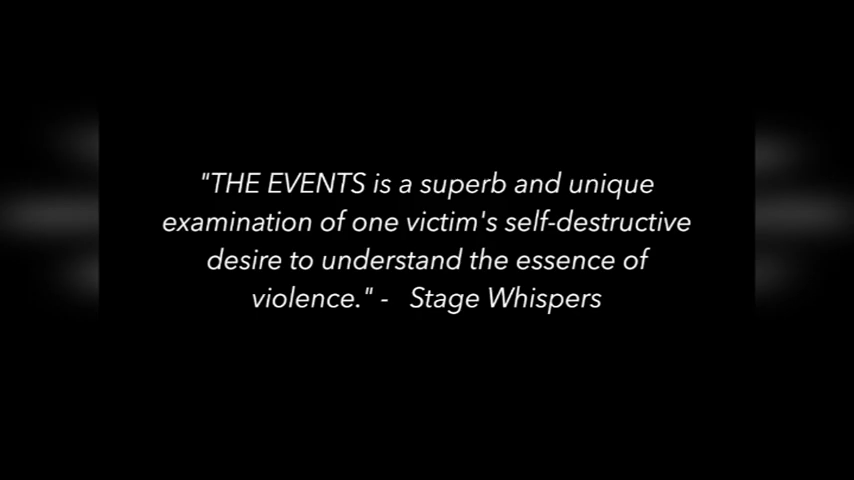 "THE EVENTS is a superb and unique
examination of one victim's self-destructive
desire to understand the essence of
violence." - Stage Whispers